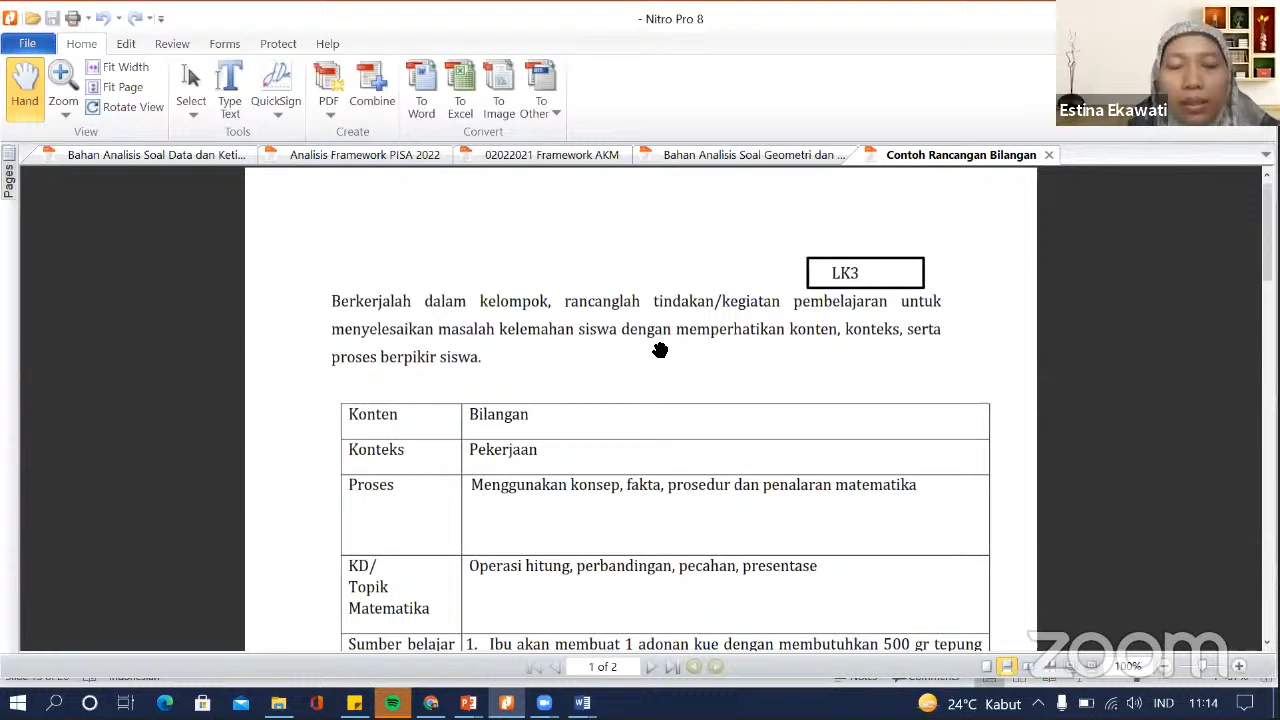 - Nitro Pro 8
File Home Edit Review Forms Protect Help
Hand
Zoom
Fit Width
Fit Page
Rotate View
View
Select
Type Text
QuickSign
Tools
PDF
Combine
Create
To Word
To Excel
To Image
To Other
Convert
Estina Ekawati
Bahan Analisis Soal Data dan Keti... Analisis Framework PISA 2022 02022021 Framework AKM Bahan Analisis Soal Geometri dan ... Contoh Rancangan Bilangan
Pages
LK3
Berkerjalah dalam kelompok, rancanglah tindakan/kegiatan pembelajaran untuk
menyelesaikan masalah kelemahan siswa dengan memperhatikan konten, konteks, serta
proses berpikir siswa.
Konten Bilangan
Konteks Pekerjaan
Proses Menggunakan konsep, fakta, prosedur dan penalaran matematika
KD/ Operasi hitung, perbandingan, pecahan, presentase
Topik
Matematika
Sumber belajar 1. Ibu akan membuat 1 adonan kue dengan membutuhkan 500 gr tepung
zoom
1 of 2
100%
24°C Kabut
IND
11:14